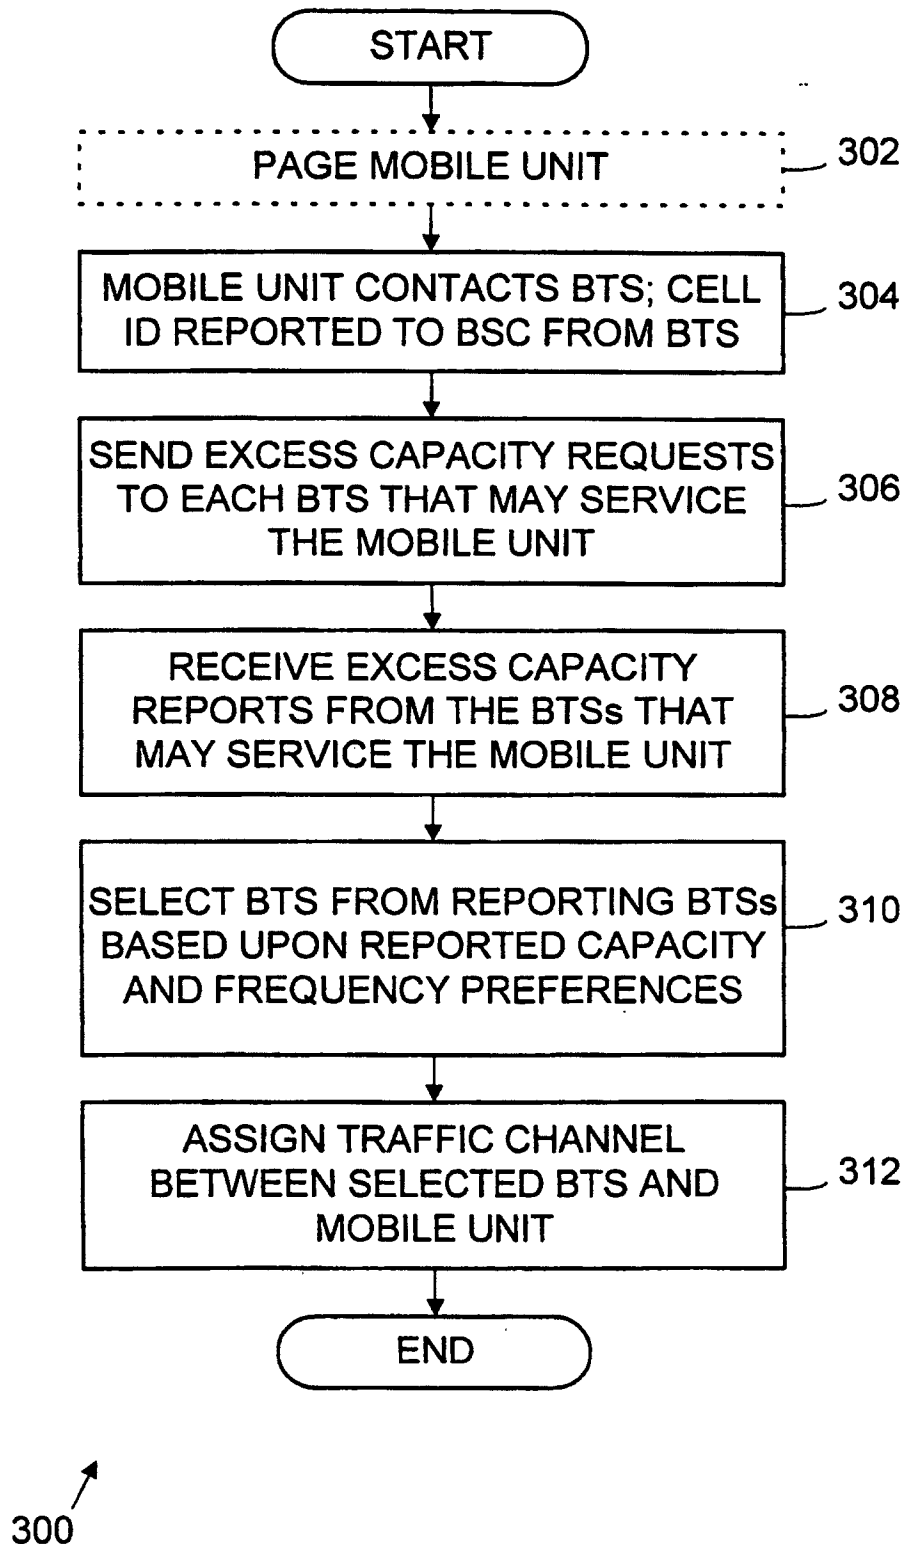 START
PAGE MOBILE UNIT
302
MOBILE UNIT CONTACTS BTS; CELL
ID REPORTED TO BSC FROM BTS
304
SEND EXCESS CAPACITY REQUESTS
TO EACH BTS THAT MAY SERVICE
THE MOBILE UNIT
306
RECEIVE EXCESS CAPACITY
REPORTS FROM THE BTSs THAT
MAY SERVICE THE MOBILE UNIT
308
SELECT BTS FROM REPORTING BTSs
BASED UPON REPORTED CAPACITY
AND FREQUENCY PREFERENCES
310
ASSIGN TRAFFIC CHANNEL
BETWEEN SELECTED BTS AND
MOBILE UNIT
312
END
300